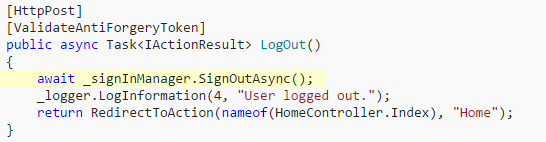 [HttpPost]
[ValidateAntiForgeryToken]
public async Task<IActionResult> LogOut()
{
    await _signInManager.SignOutAsync();
    _logger.LogInformation(4, "User logged out.");
    return RedirectToAction(nameof(HomeController.Index), "Home");
}